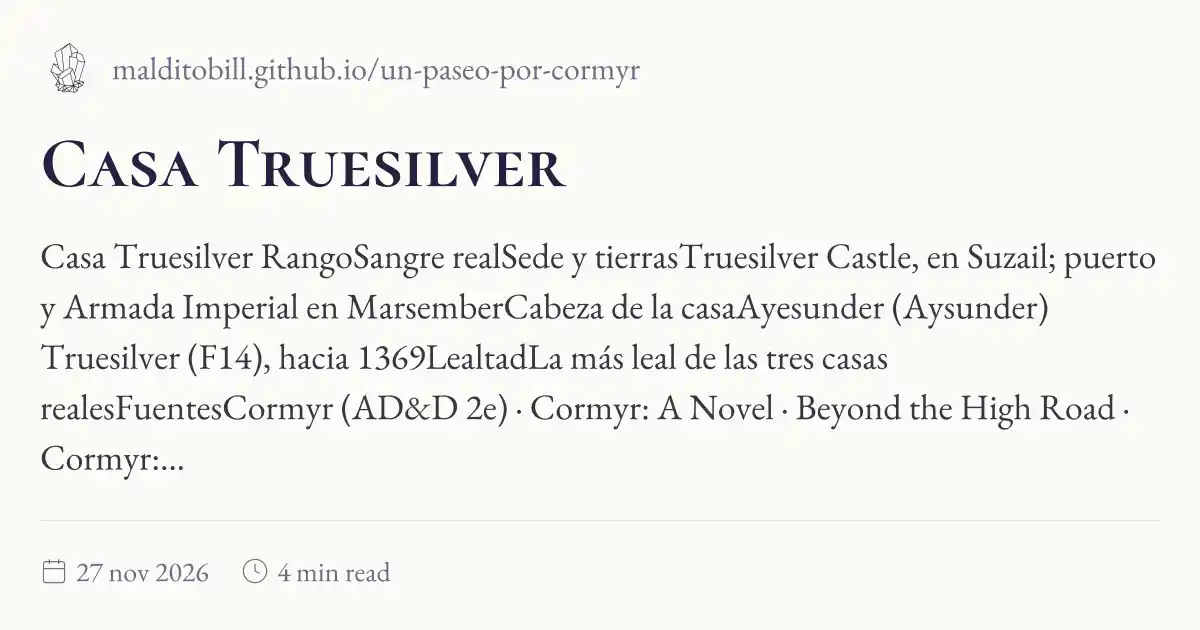 malditobill.github.io/un-paseo-por-cormyr
Casa Truesilver
Casa Truesilver RangoSangre realSede y tierrasTruesilver Castle, en Suzail; puerto
y Armada Imperial en MarsemberCabeza de la casaAyesunder (Aysunder)
Truesilver (F14), hacia 1369LealtadLa más leal de las tres casas
realesFuentesCormyr (AD&D 2e) · Cormyr: A Novel · Beyond the High Road ·
Cormyr:...
27 nov 2026 4 min read